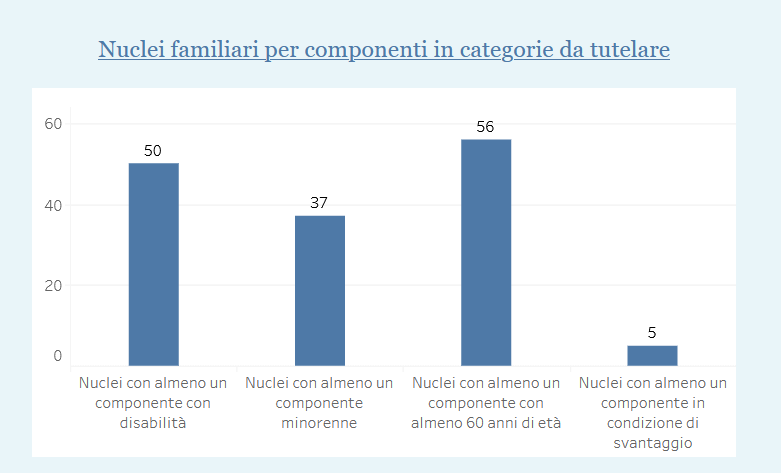 Nuclei familiari per componenti in categorie da tutelare
60
40
20
0
50
37
56
5
Nuclei con almeno un
componente con
disabilità
Nuclei con almeno un
componente
minorenne
Nuclei con almeno un
componente con
almeno 60 anni di età
Nuclei con almeno un
componente in
condizione di
svantaggio